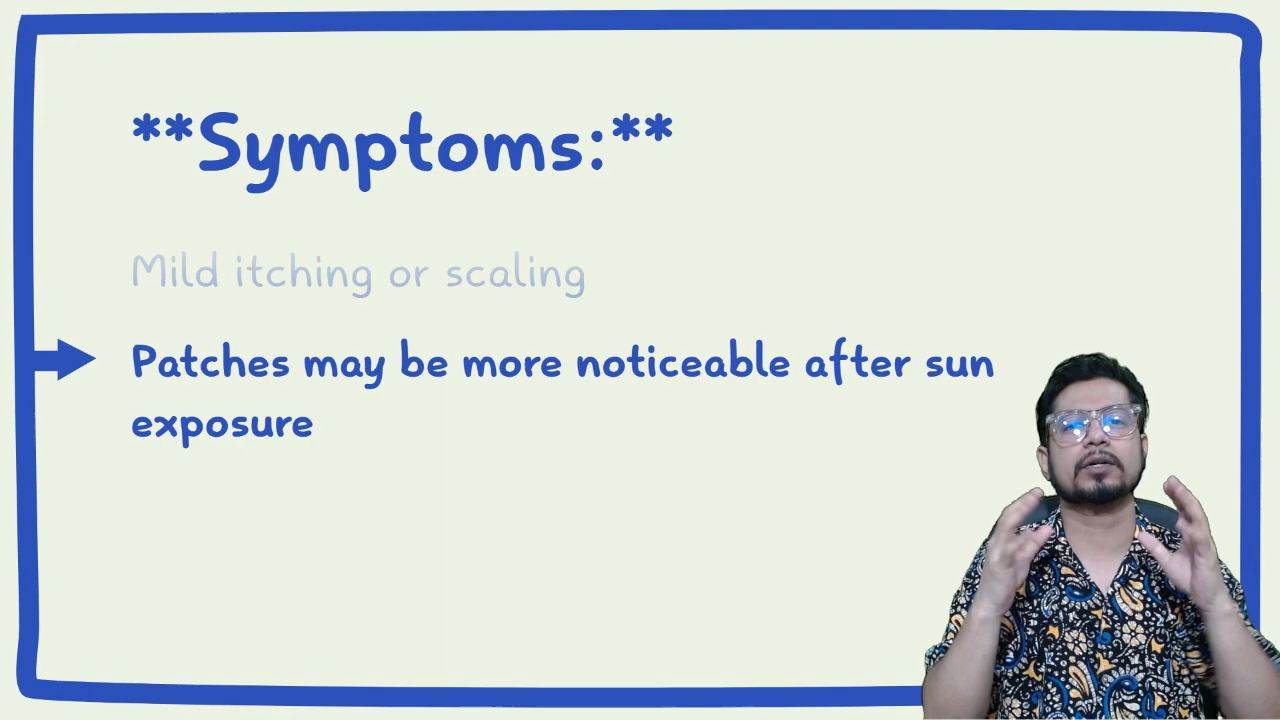 **Symptoms:**
Mild itching or scaling
Patches may be more noticeable after sun
exposure